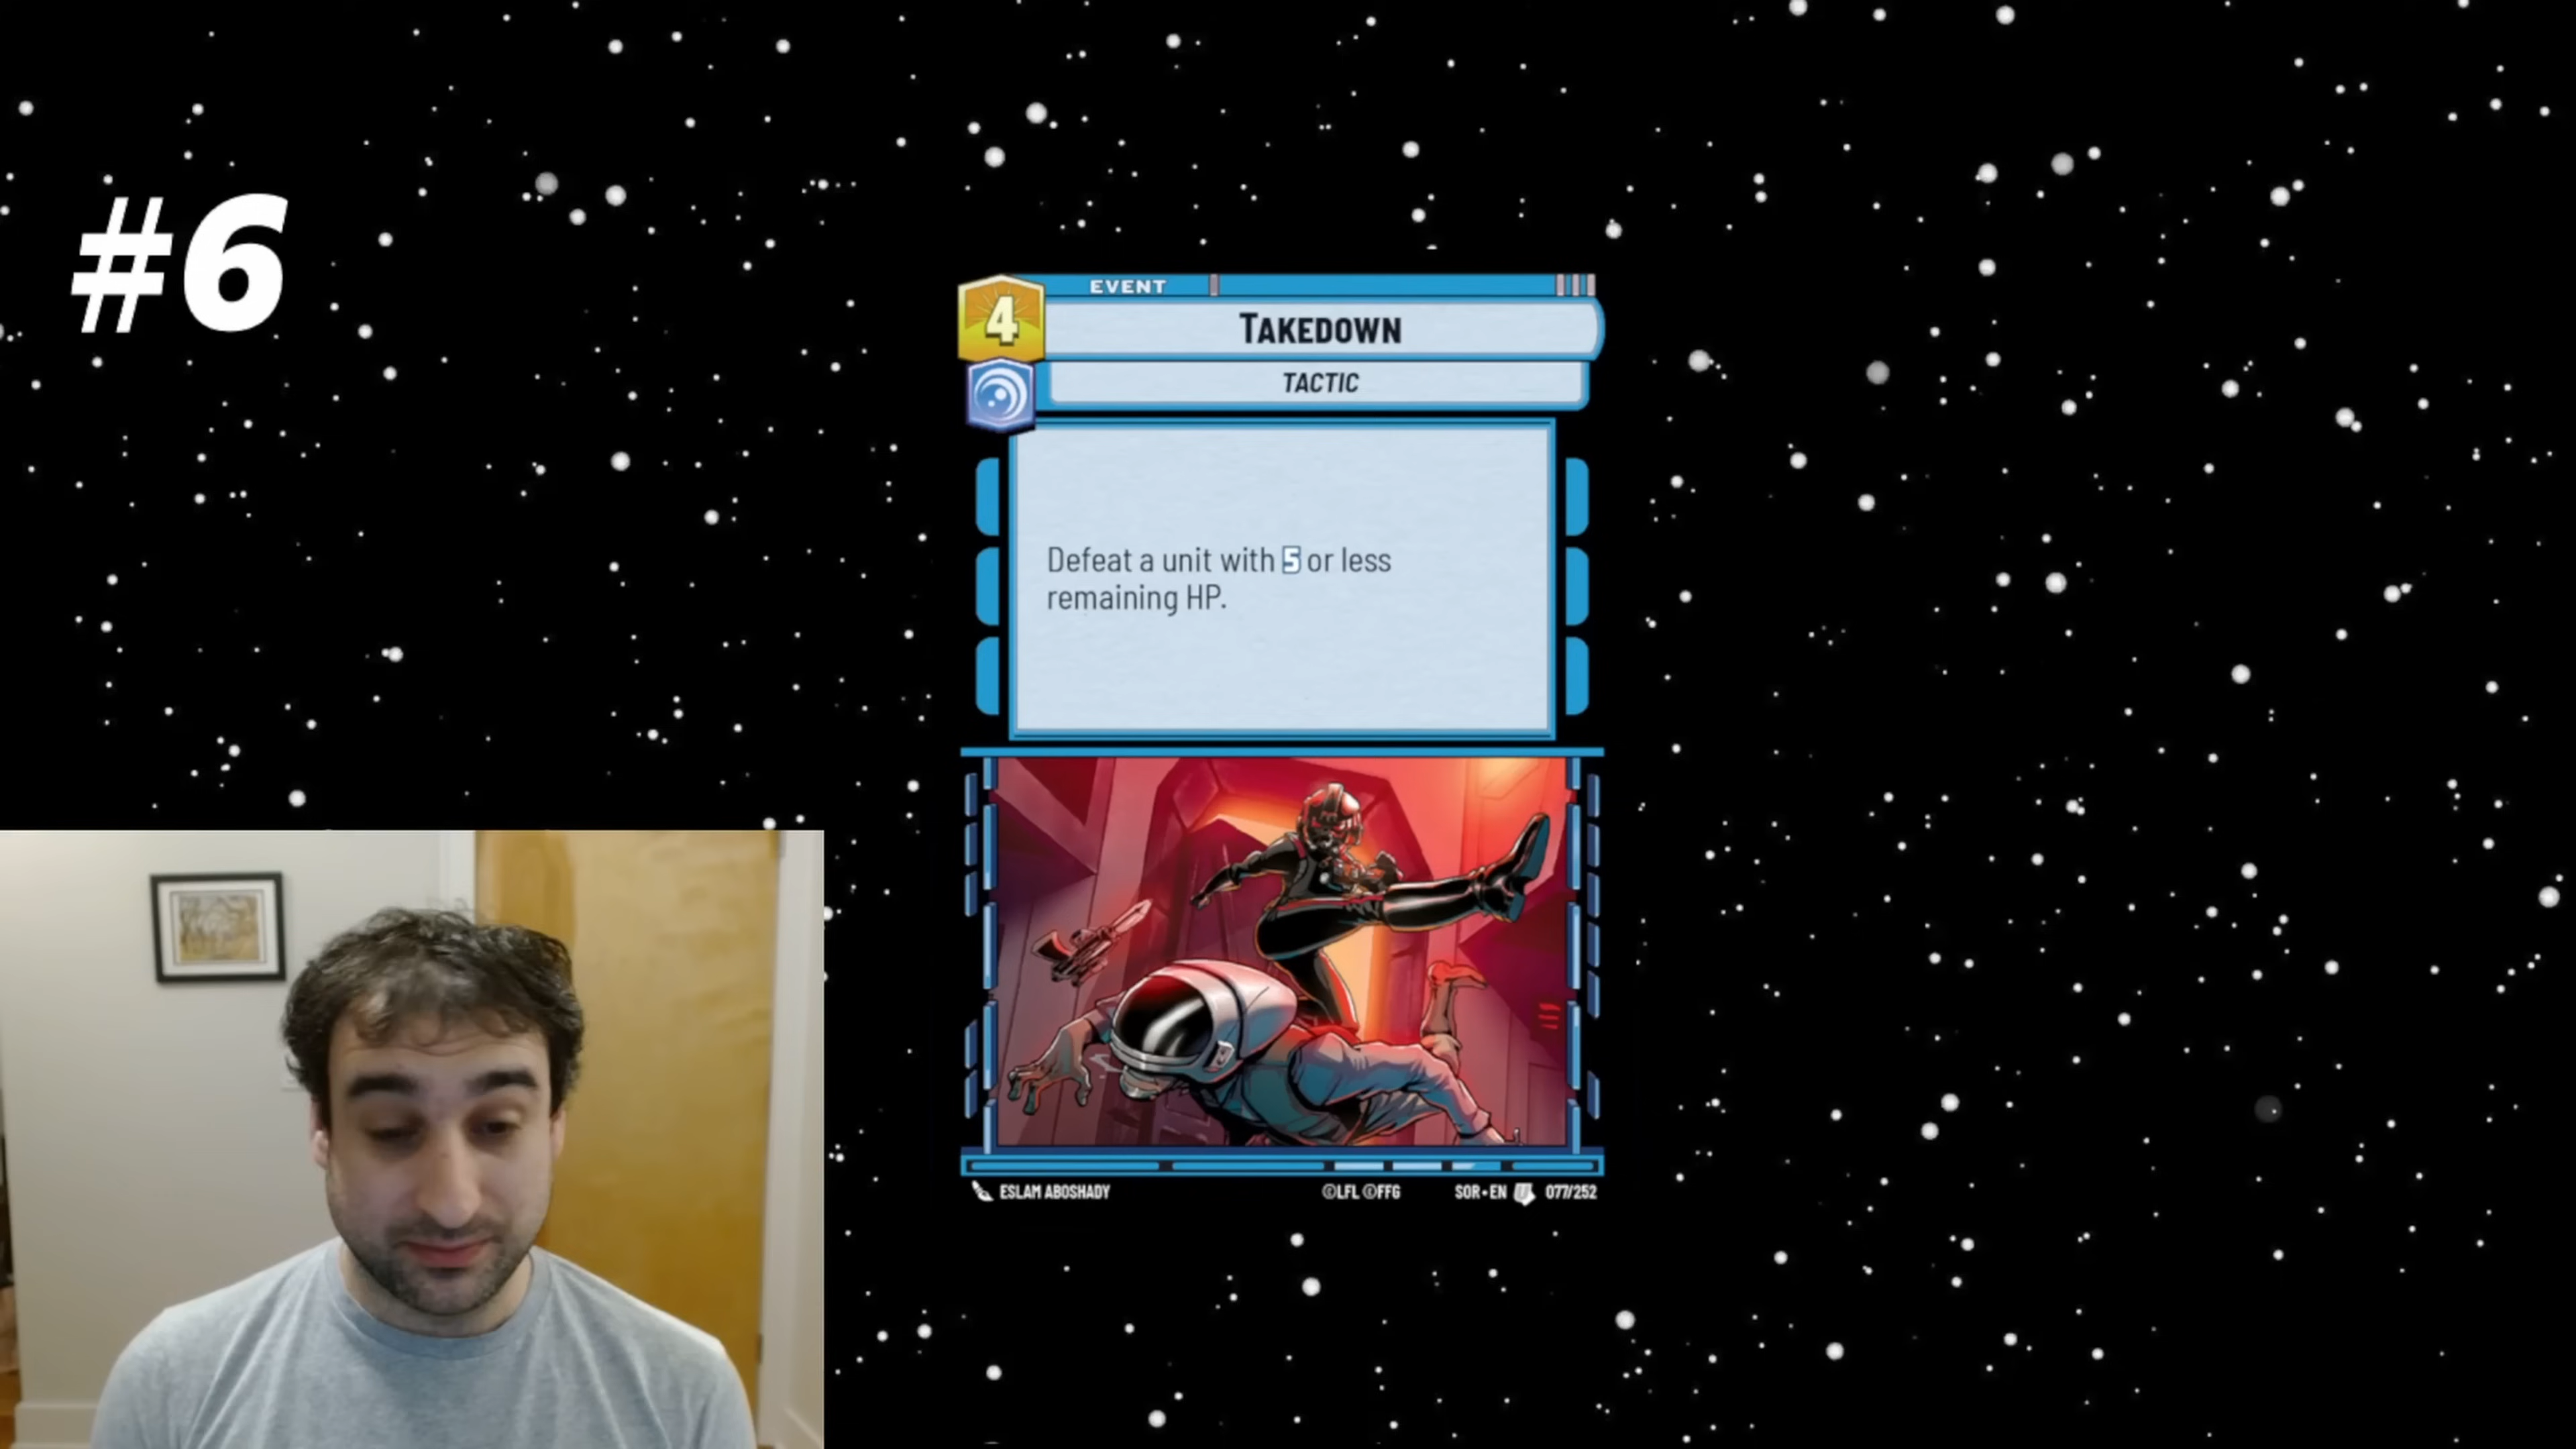 #6
EVENT
4
TAKEDOWN
TACTIC
Defeat a unit with 5 or less
remaining HP.
ESLAM ABOSHADY
©LFL ©FFG
SOR•EN U 077/252